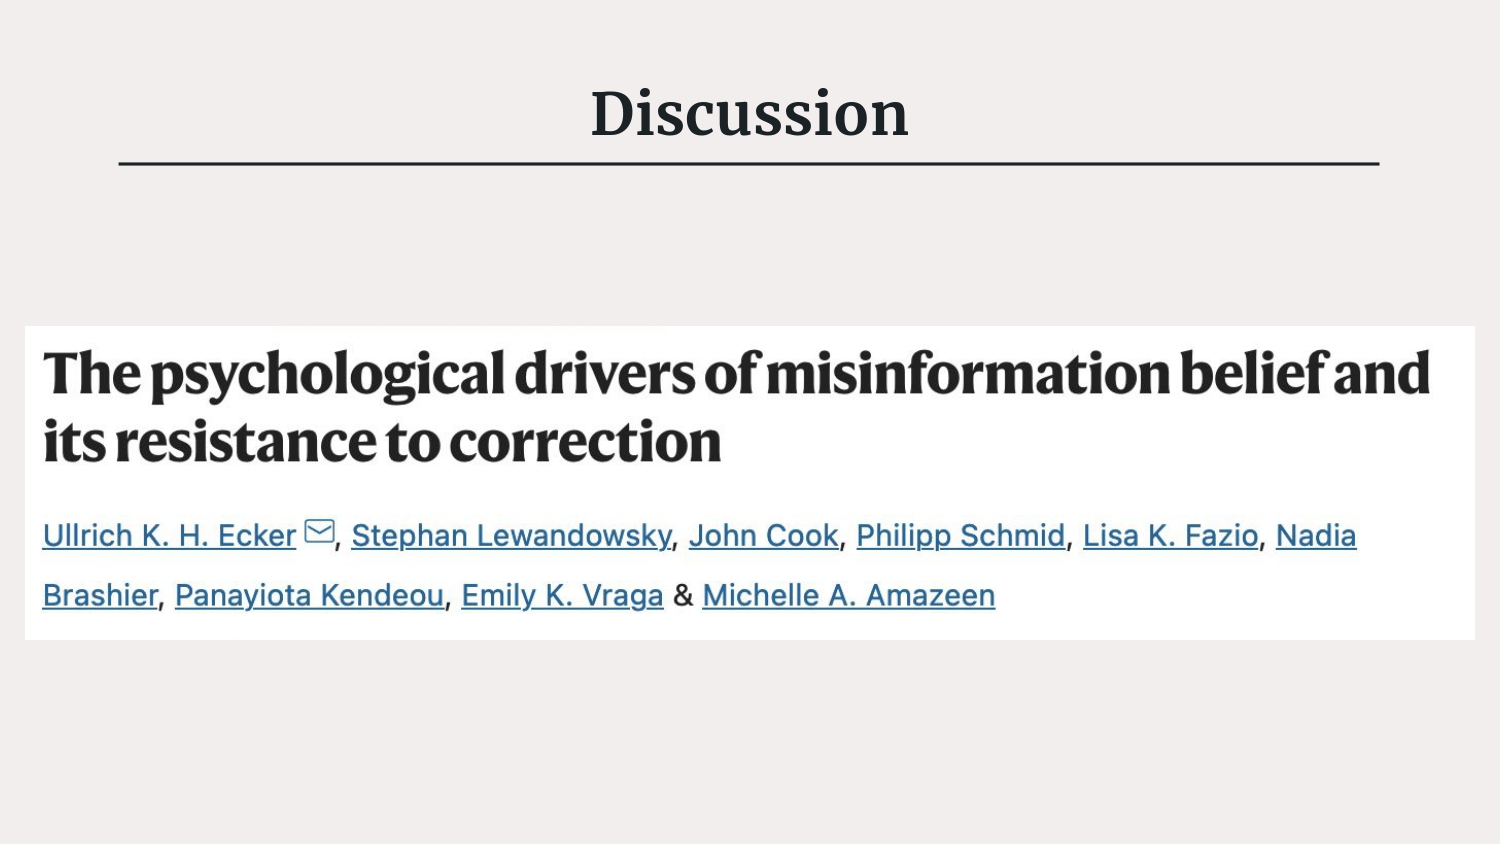 Discussion
The psychological drivers of misinformation belief and
its resistance to correction
Ullrich K. H. Ecker, Stephan Lewandowsky, John Cook, Philipp Schmid, Lisa K. Fazio, Nadia
Brashier, Panayiota Kendeou, Emily K. Vraga & Michelle A. Amazeen